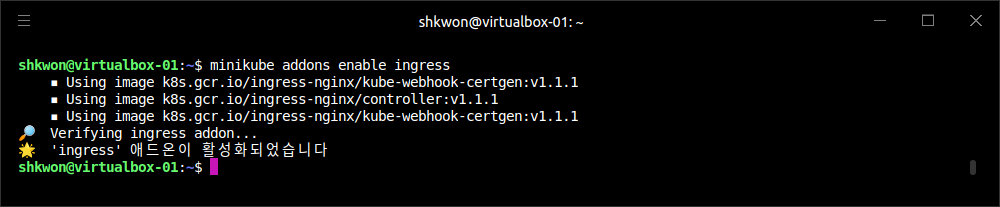 shkwon@virtualbox-01: ~
shkwon@virtualbox-01:~$ minikube addons enable ingress
▪ Using image k8s.gcr.io/ingress-nginx/kube-webhook-certgen:v1.1.1
▪ Using image k8s.gcr.io/ingress-nginx/controller:v1.1.1
▪ Using image k8s.gcr.io/ingress-nginx/kube-webhook-certgen:v1.1.1
🔎 Verifying ingress addon...
🌟 'ingress' 애드온이 활성화되었습니다
shkwon@virtualbox-01:~$